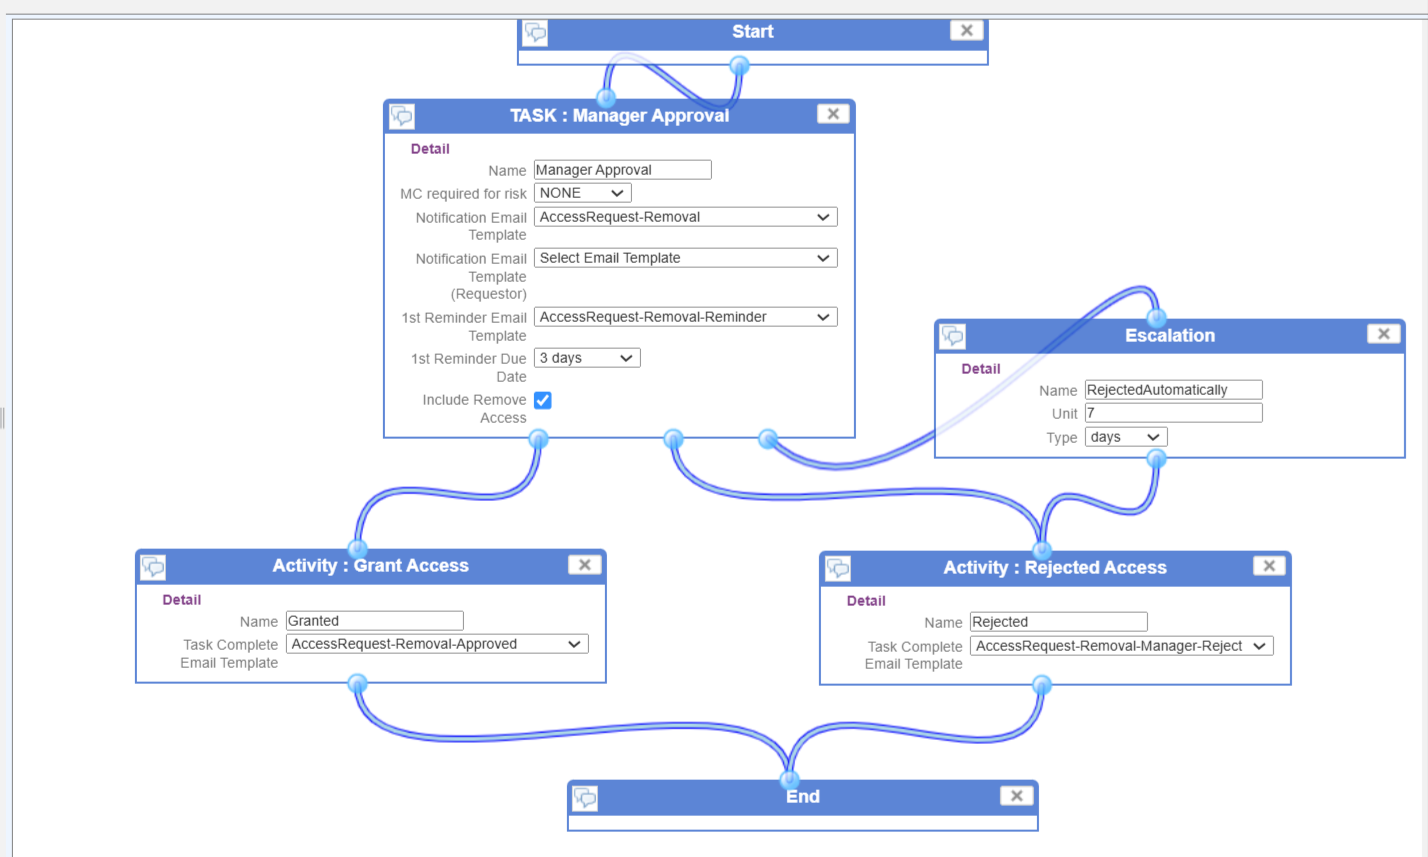 Start
TASK : Manager Approval
Detail
Name Manager Approval
MC required for risk NONE
Notification Email AccessRequest-Removal
Template
Notification Email Select Email Template
Template
(Requestor)
1st Reminder Email AccessRequest-Removal-Reminder
Template
1st Reminder Due 3 days
Date
Include Remove
Access
Escalation
Detail
Name RejectedAutomatically
Unit 7
Type days
Activity : Grant Access
Detail
Name Granted
Task Complete AccessRequest-Removal-Approved
Email Template
Activity : Rejected Access
Detail
Name Rejected
Task Complete AccessRequest-Removal-Manager-Reject
Email Template
End